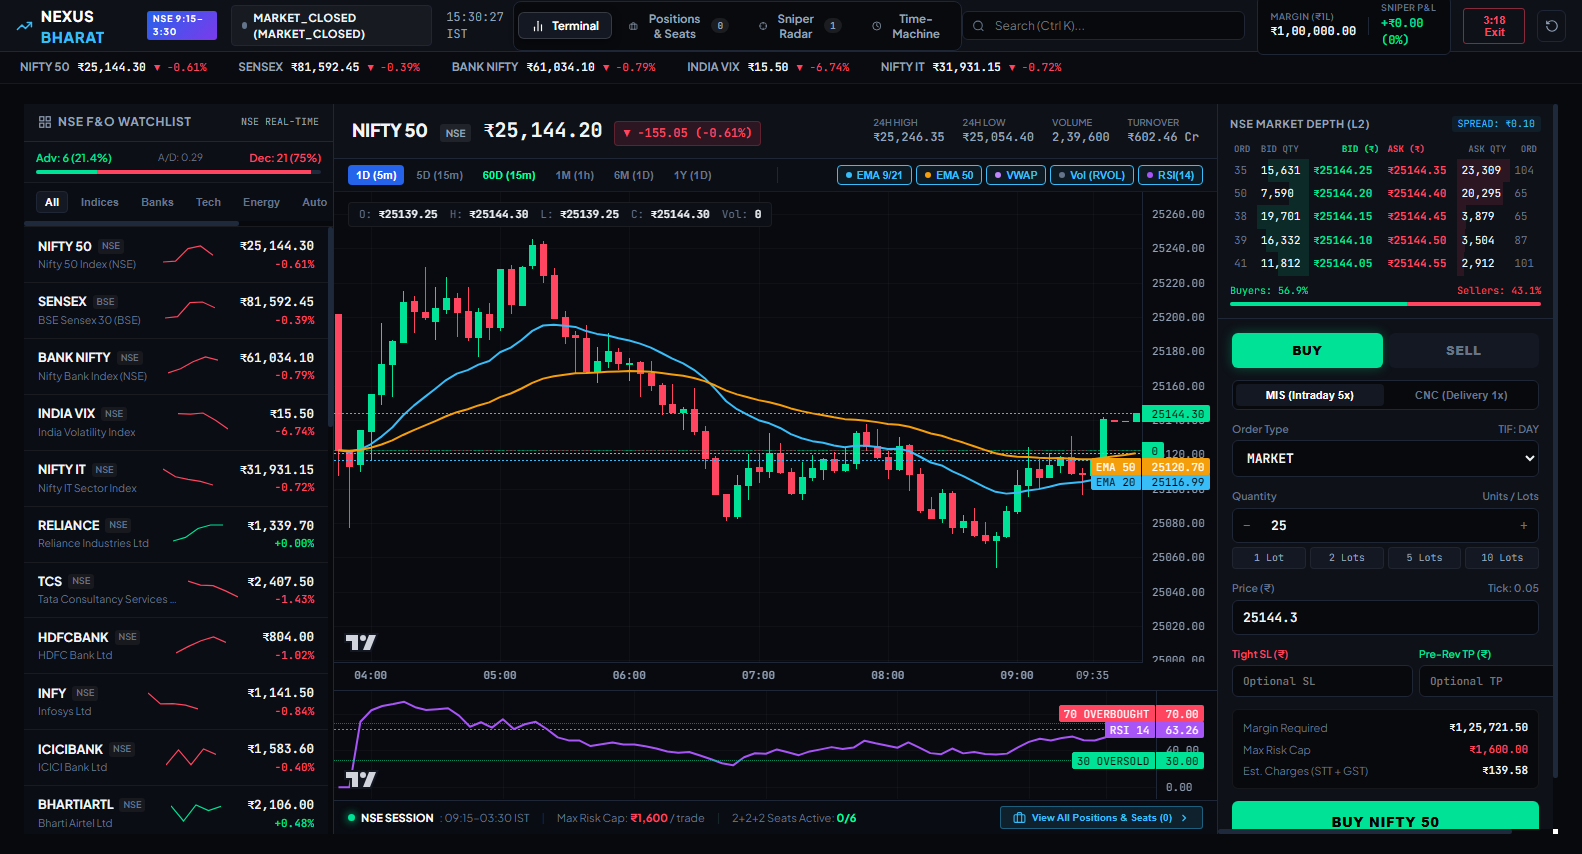 NEXUS BHARAT
NSE 9:15–3:30
MARKET_CLOSED (MARKET_CLOSED)
15:30:27 IST
Terminal
Positions & Seats 0
Sniper Radar 1
Time-Machine
Search (Ctrl K)...
MARGIN (₹1L)
₹1,00,000.00
SNIPER P&L
+₹0.00 (0%)
3:18 Exit
NIFTY 50 ₹25,144.30 ▼ -0.61%
SENSEX ₹81,592.45 ▼ -0.39%
BANK NIFTY ₹61,034.10 ▼ -0.79%
INDIA VIX ₹15.50 ▼ -6.74%
NIFTY IT ₹31,931.15 ▼ -0.72%
NSE F&O WATCHLIST NSE REAL-TIME
Adv: 6 (21.4%) A/D: 0.29 Dec: 21 (75%)
All Indices Banks Tech Energy Auto
NIFTY 50 NSE ₹25,144.30
Nifty 50 Index (NSE) -0.61%
SENSEX BSE ₹81,592.45
BSE Sensex 30 (BSE) -0.39%
BANK NIFTY NSE ₹61,034.10
Nifty Bank Index (NSE) -0.79%
INDIA VIX NSE ₹15.50
India Volatility Index -6.74%
NIFTY IT NSE ₹31,931.15
Nifty IT Sector Index -0.72%
RELIANCE NSE ₹1,339.70
Reliance Industries Ltd +0.00%
TCS NSE ₹2,407.50
Tata Consultancy Services ... -1.43%
HDFCBANK NSE ₹804.00
HDFC Bank Ltd -1.02%
INFY NSE ₹1,141.50
Infosys Ltd -0.84%
ICICIBANK NSE ₹1,583.60
ICICI Bank Ltd -0.40%
BHARTIARTL NSE ₹2,106.00
Bharti Airtel Ltd +0.48%
NIFTY 50 NSE ₹25,144.20 ▼ -155.05 (-0.61%)
24H HIGH 24H LOW VOLUME TURNOVER
₹25,246.35 ₹25,054.40 2,39,600 ₹602.46 Cr
1D (5m) 5D (15m) 60D (15m) 1M (1h) 6M (1D) 1Y (1D)
EMA 9/21 EMA 50 VWAP Vol (RVOL) RSI(14)
O: ₹25139.25 H: ₹25144.30 L: ₹25139.25 C: ₹25144.30 Vol: 0
25260.00
25240.00
25220.00
25200.00
25180.00
25160.00
25144.30
0
EMA 50 25120.70
EMA 20 25116.99
25080.00
25060.00
25040.00
25020.00
25000.00
04:00 05:00 06:00 07:00 08:00 09:00 09:35
70 OVERBOUGHT 70.00
RSI 14 63.26
40.00
30 OVERSOLD 30.00
0.00
NSE SESSION : 09:15–03:30 IST Max Risk Cap: ₹1,600 / trade 2+2+2 Seats Active: 0/6 View All Positions & Seats (0) >
NSE MARKET DEPTH (L2) SPREAD: ₹0.10
ORD BID QTY BID (₹) ASK (₹) ASK QTY ORD
35 15,631 ₹25144.25 ₹25144.35 23,309 104
50 7,590 ₹25144.20 ₹25144.40 20,295 65
38 19,701 ₹25144.15 ₹25144.45 3,879 65
39 16,332 ₹25144.10 ₹25144.50 3,504 87
41 11,812 ₹25144.05 ₹25144.55 2,912 101
Buyers: 56.9% Sellers: 43.1%
BUY SELL
MIS (Intraday 5x) CNC (Delivery 1x)
Order Type TIF: DAY
MARKET
Quantity Units / Lots
− 25 +
1 Lot 2 Lots 5 Lots 10 Lots
Price (₹) Tick: 0.05
25144.3
Tight SL (₹) Pre-Rev TP (₹)
Optional SL Optional TP
Margin Required ₹1,25,721.50
Max Risk Cap ₹1,600.00
Est. Charges (STT + GST) ₹139.58
BUY NIFTY 50